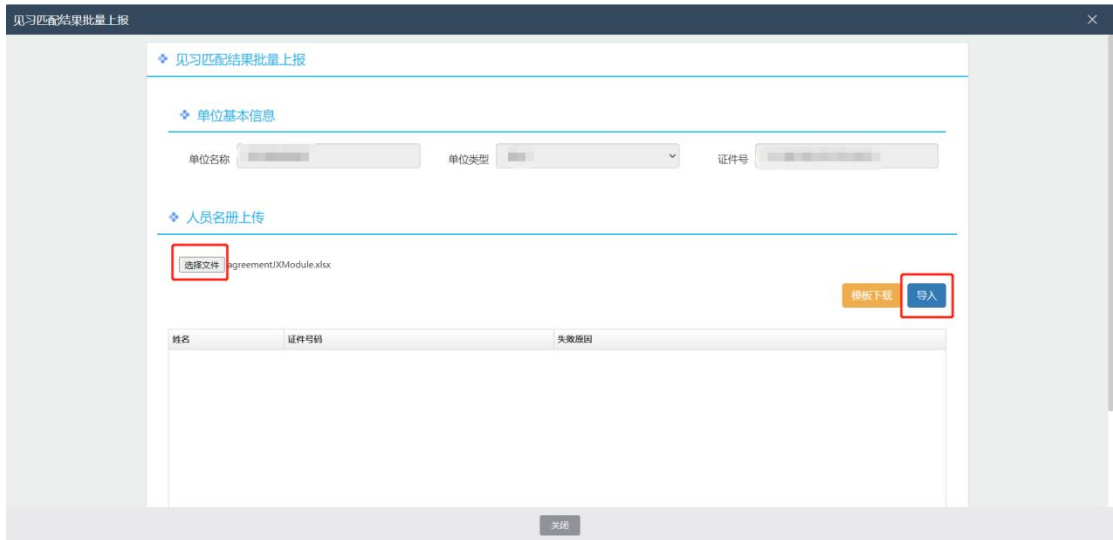 见习匹配结果批量上报
见习匹配结果批量上报
单位基本信息
单位名称 单位类型 证件号
人员名册上传
选择文件 agreementJXModule.xlsx
模板下载 导入
姓名 证件号码 失败原因
关闭